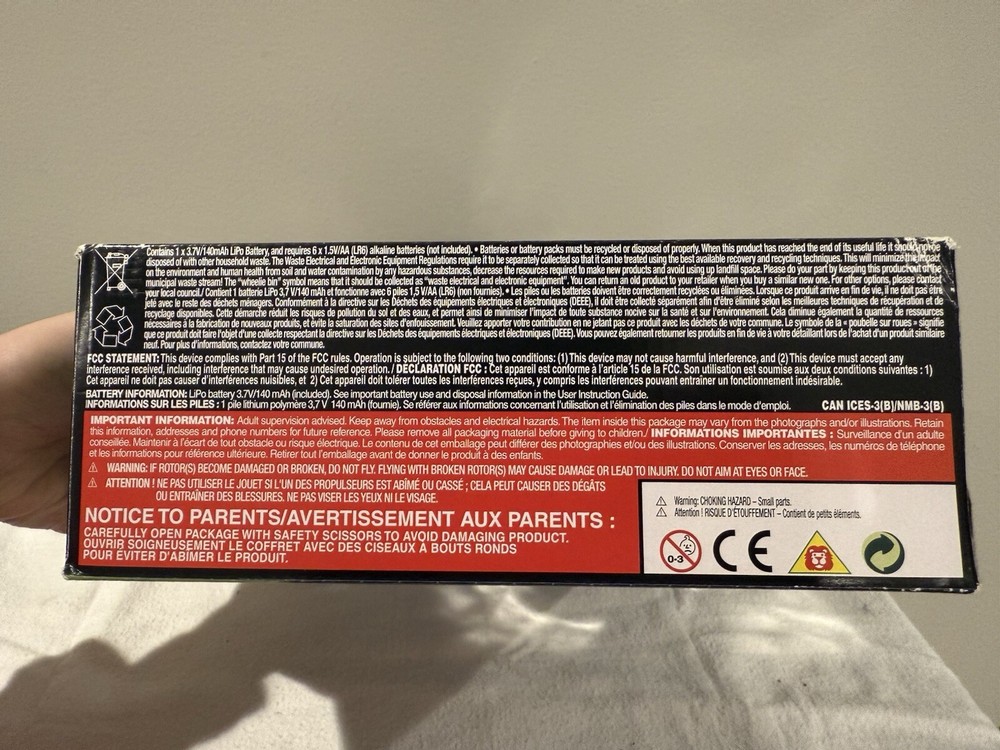 Contains 1 x 3.7V/140mAh LiPo Battery, and requires 6 x 1.5V/AA (LR6) alkaline batteries (not included). • Batteries or battery packs must be recycled or disposed of properly. When this product has reached the end of its useful life it should not be
disposed of with other household waste. The Waste Electrical and Electronic Equipment Regulations require it to be separately collected so that it can be treated using the best available recovery and recycling techniques. This will minimize the impact
on the environment and human health from soil and water contamination by any hazardous substances, decrease the resources required to make new products and avoid using up landfill space. Please do your part by keeping this product out of the
municipal waste stream! The "wheelie bin" symbol means that it should be collected as "waste electrical and electronic equipment". You can return an old product to your retailer when you buy a similar new one. For other options, please contact
your local council./ Contient 1 batterie LiPo 3,7 V/140 mAh et fonctionne avec 6 piles 1,5 V/AA (LR6) (non fournies). • Les piles ou les batteries doivent être correctement recyclées ou éliminées. Lorsque ce produit arrive en fin de vie, il ne doit pas être
jeté avec le reste des déchets ménagers. Conformément à la directive sur les Déchets des équipements électriques et électroniques (DEEE), il doit être collecté séparément afin d'être éliminé selon les meilleures techniques de récupération et de
recyclage disponibles. Cette démarche réduit les risques de pollution du sol et des eaux, et permet ainsi de minimiser l'impact de toute substance nocive sur la santé et sur l'environnement. Cela diminue également la quantité de ressources
nécessaires à la fabrication de nouveaux produits, et évite la saturation des sites d'enfouissement. Veuillez apporter votre contribution en ne jetant pas ce produit avec les déchets de votre commune. Le symbole de la « poubelle sur roues » signifie
que ce produit doit faire l'objet d'une collecte respectant la directive sur les Déchets des équipements électriques et électroniques (DEEE). Vous pouvez également retourner les produits en fin de vie à votre détaillant lors de l'achat d'un produit similaire
neuf. Pour plus d'informations, contactez votre commune.
FCC STATEMENT: This device complies with Part 15 of the FCC rules. Operation is subject to the following two conditions: (1) This device may not cause harmful interference, and (2) This device must accept any
interference received, including interference that may cause undesired operation. / DÉCLARATION FCC : Cet appareil est conforme à l'article 15 de la FCC. Son utilisation est soumise aux deux conditions suivantes : 1)
Cet appareil ne doit pas causer d'interférences nuisibles, et 2) Cet appareil doit tolérer toutes les interférences reçues, y compris les interférences pouvant entraîner un fonctionnement indésirable.
BATTERY INFORMATION: LiPo battery 3.7V/140 mAh (included). See important battery use and disposal information in the User Instruction Guide.
INFORMATIONS SUR LES PILES : 1 pile lithium polymère 3,7 V 140 mAh (fournie). Se référer aux informations concernant l'utilisation et l'élimination des piles dans le mode d'emploi. CAN ICES-3(B)/NMB-3(B)
IMPORTANT INFORMATION: Adult supervision advised. Keep away from obstacles and electrical hazards. The item inside this package may vary from the photographs and/or illustrations. Retain
this information, addresses and phone numbers for future reference. Please remove all packaging material before giving to children./ INFORMATIONS IMPORTANTES : Surveillance d'un adulte
conseillée. Maintenir à l'écart de tout obstacle ou risque électrique. Le contenu de cet emballage peut différer des photographies et/ou des illustrations. Conserver les adresses, les numéros de téléphone
et les informations pour référence ultérieure. Retirer tout l'emballage avant de donner le produit à des enfants.
WARNING: IF ROTOR(S) BECOME DAMAGED OR BROKEN, DO NOT FLY. FLYING WITH BROKEN ROTOR(S) MAY CAUSE DAMAGE OR LEAD TO INJURY. DO NOT AIM AT EYES OR FACE.
ATTENTION ! NE PAS UTILISER LE JOUET SI L'UN DES PROPULSEURS EST ABÎMÉ OU CASSÉ ; CELA PEUT CAUSER DES DÉGÂTS
OU ENTRAÎNER DES BLESSURES. NE PAS VISER LES YEUX NI LE VISAGE.
NOTICE TO PARENTS/AVERTISSEMENT AUX PARENTS :
CAREFULLY OPEN PACKAGE WITH SAFETY SCISSORS TO AVOID DAMAGING PRODUCT.
OUVRIR SOIGNEUSEMENT LE COFFRET AVEC DES CISEAUX À BOUTS RONDS
POUR ÉVITER D'ABÎMER LE PRODUIT.
Warning: CHOKING HAZARD – Small parts.
Attention ! RISQUE D'ÉTOUFFEMENT – Contient de petits éléments.
0-3 CE